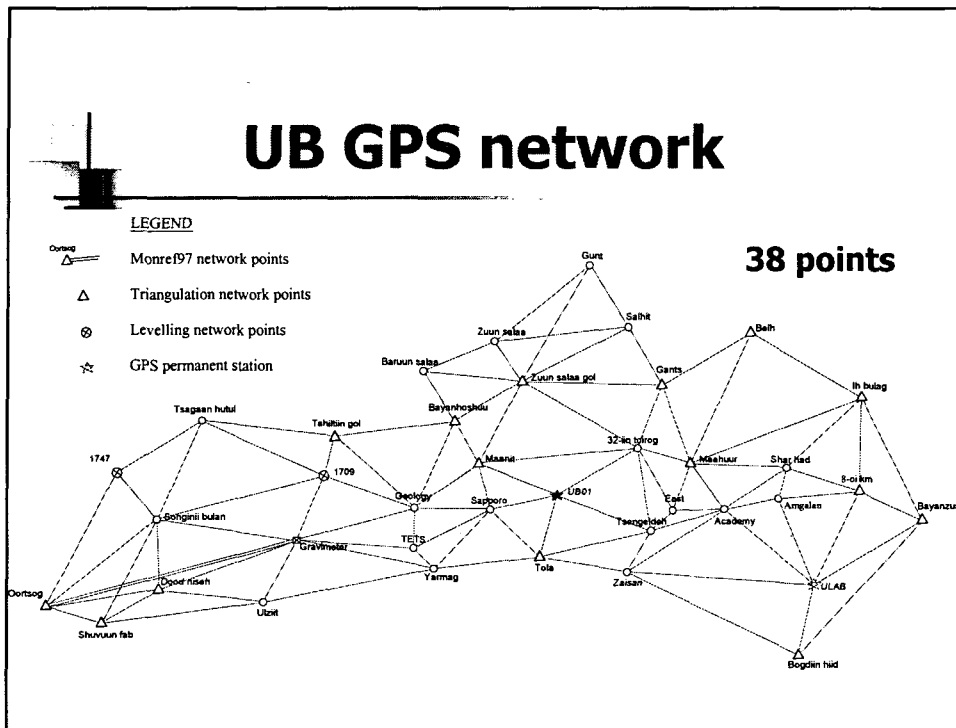 UB GPS network
LEGEND
Oortsog
Monref97 network points
Triangulation network points
Levelling network points
GPS permanent station
38 points
Gunt
Salhit
Zuun salaa
Belh
Baruun salaa
Zuun salaa gol
Gants
Ih bulag
Tsagaan hutul
Tahiltiin gol
Bayanhoshuu
1747
1709
Maanit
32-iin toirog
Maahuur
Shar had
8-oi km
Geology
Sapporo
UB01
East
Amgalan
Songinii bulan
Tsengeldeh
Academy
Bayanzur
Gravimeter
TETS
Oortsog
Dood niseh
Yarmag
Tola
Zaisan
ULAB
Ulziit
Shuvuun fab
Bogdiin hiid